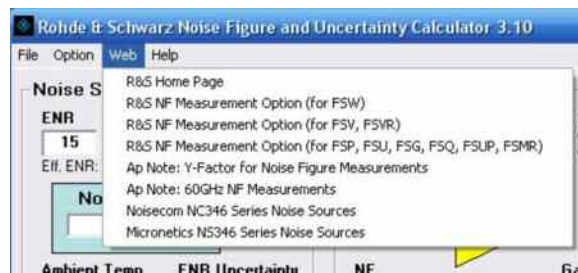 Rohde & Schwarz Noise Figure and Uncertainty Calculator 3.10
File Option Web Help
R&S Home Page
R&S NF Measurement Option (for FSW)
R&S NF Measurement Option (for FSV, FSVR)
R&S NF Measurement Option (for FSP, FSU, FSG, FSQ, FSUP, FSMR)
Ap Note: Y-Factor for Noise Figure Measurements
Ap Note: 60GHz NF Measurements
Noisecom NC346 Series Noise Sources
Micronetics NS346 Series Noise Sources
Noise S
ENR
15
Eff. ENR:
No
Ambient Temp ENR Uncertainty NF